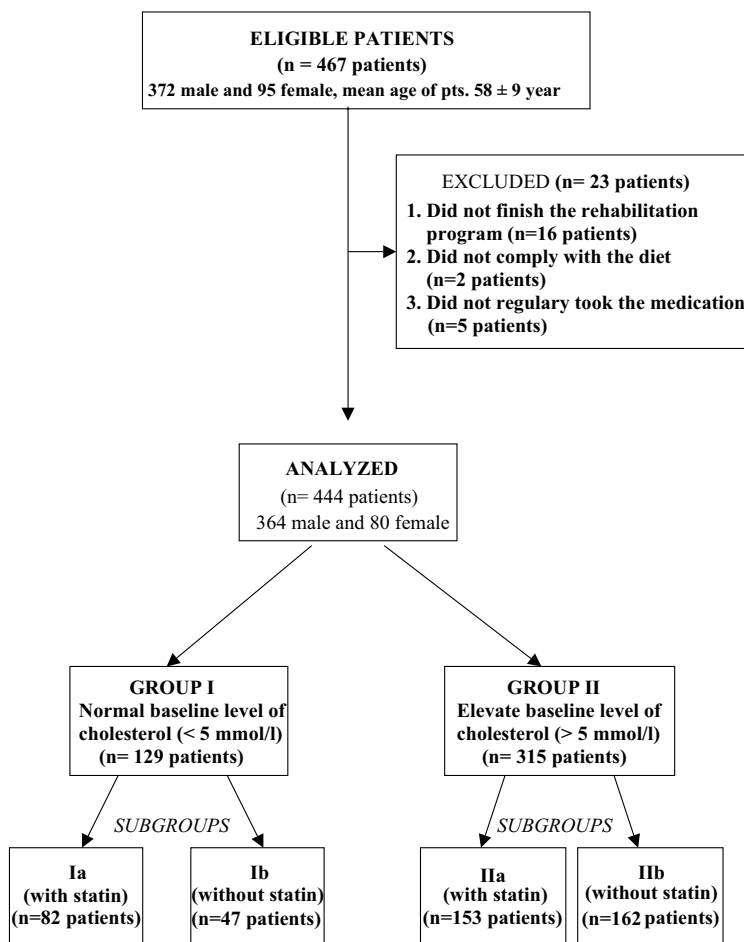 ELIGIBLE PATIENTS
(n = 467 patients)
372 male and 95 female, mean age of pts. 58 ± 9 year
EXCLUDED (n= 23 patients)
1. Did not finish the rehabilitation
program (n=16 patients)
2. Did not comply with the diet
(n=2 patients)
3. Did not regulary took the medication
(n=5 patients)
ANALYZED
(n= 444 patients)
364 male and 80 female
GROUP I
Normal baseline level of
cholesterol (< 5 mmol/l)
(n= 129 patients)
GROUP II
Elevate baseline level of
cholesterol (> 5 mmol/l)
(n= 315 patients)
SUBGROUPS
Ia
(with statin)
(n=82 patients)
Ib
(without statin)
(n=47 patients)
SUBGROUPS
IIa
(with statin)
(n=153 patients)
IIb
(without statin)
(n=162 patients)